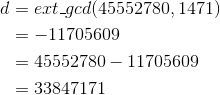 d = ext_gcd(45552780, 1471)
= −11705609
= 45552780 − 11705609
= 33847171